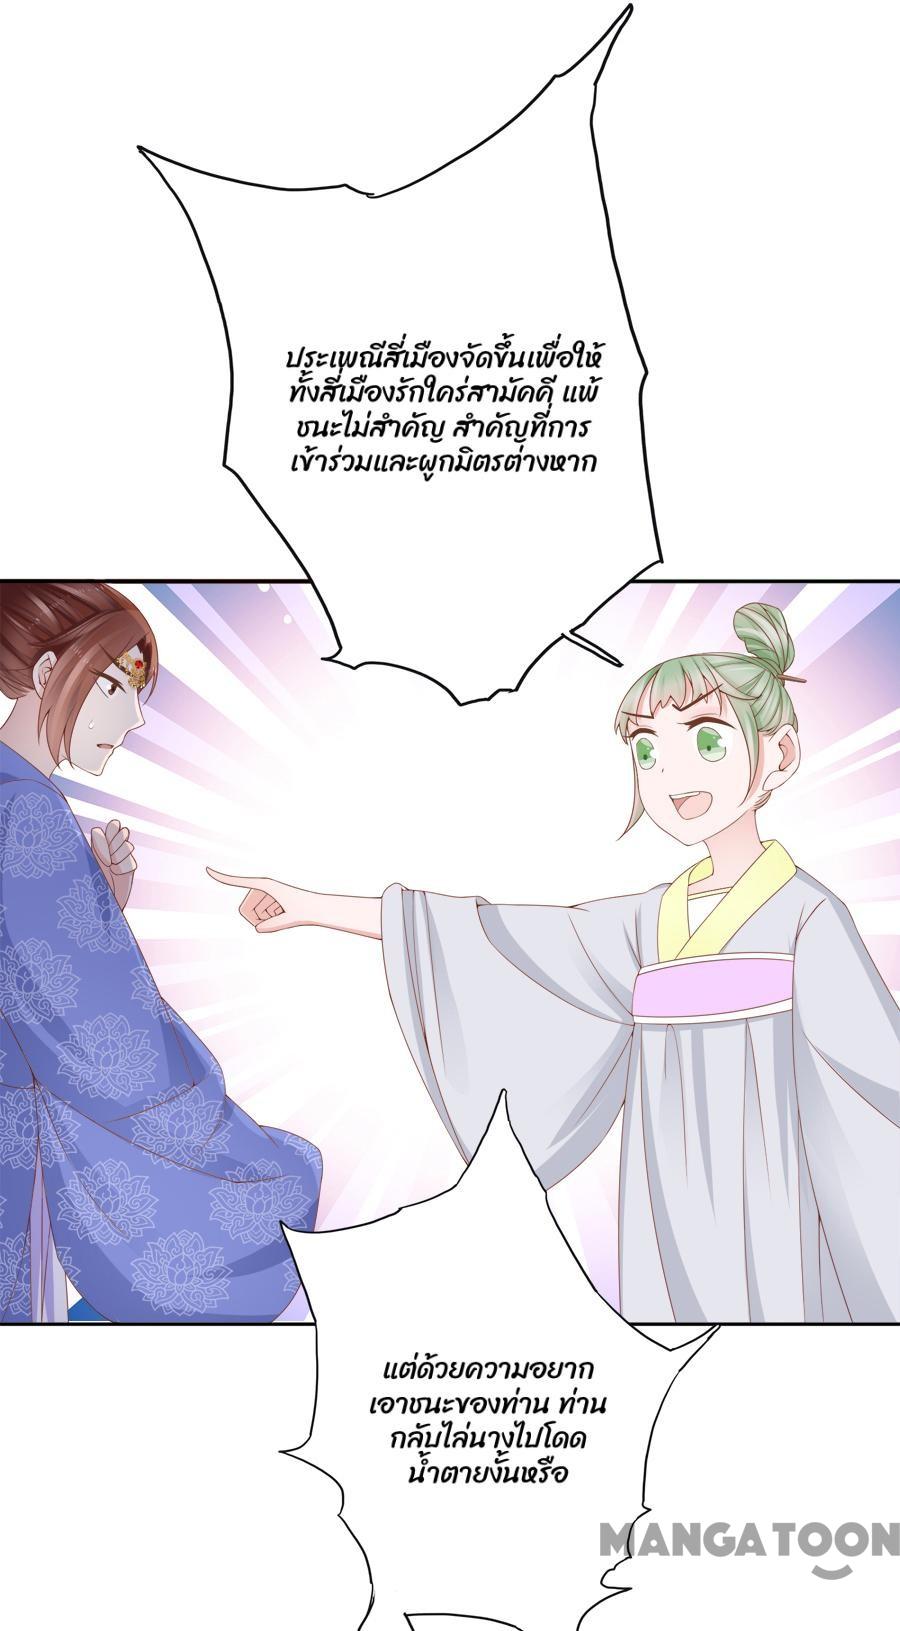 ประเพณีสี่เมืองจัดขึ้นเพื่อให้
ทั้งสี่เมืองรักใคร่สามัคคี แพ้
ชนะไม่สำคัญ สำคัญที่การ
เข้าร่วมและผูกมิตรต่างหาก
แต่ด้วยความอยาก
เอาชนะของท่าน ท่าน
กลับไล่นางไปโดด
น้ำตายงั้นหรือ
MANGATOON